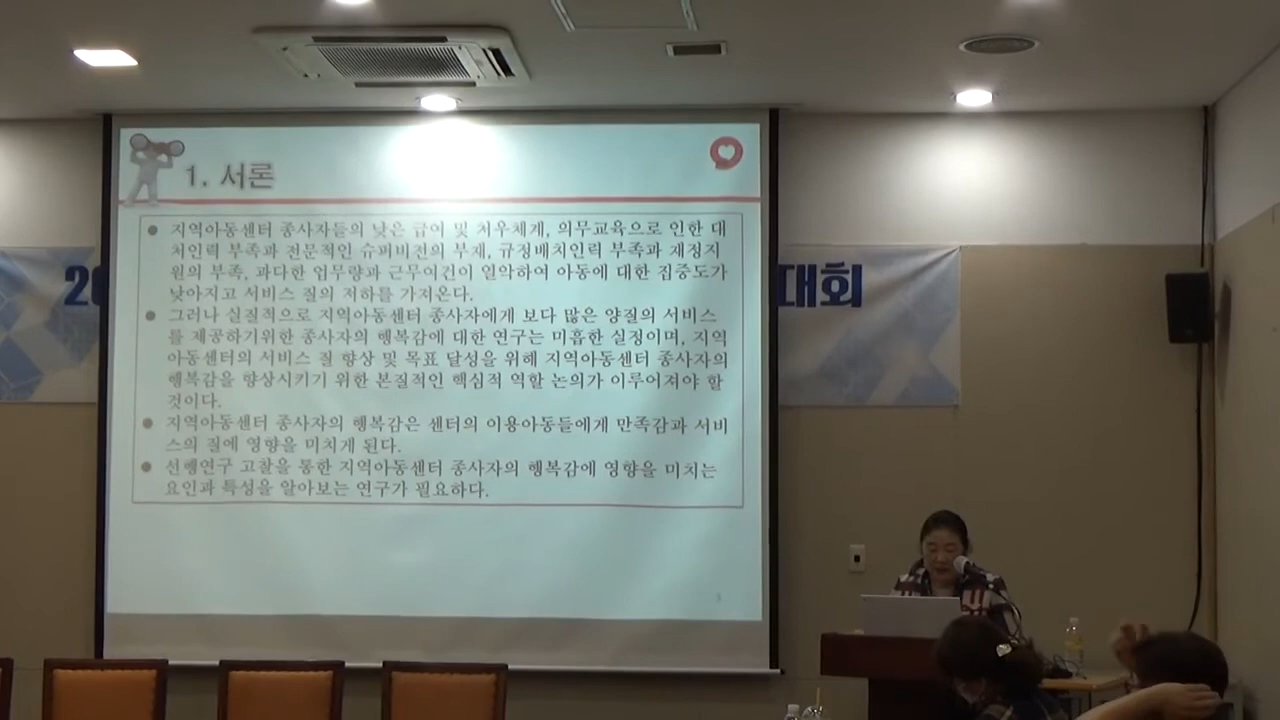 1. 서론
지역아동센터 종사자들의 낮은 급여 및 처우체계, 의무교육으로 인한 대
처인력 부족과 전문적인 슈퍼비전의 부재, 규정배치인력 부족과 재정지
원의 부족, 과다한 업무량과 근무여건이 열악하여 아동에 대한 집중도가
낮아지고 서비스 질의 저하를 가져온다.
그러나 실질적으로 지역아동센터 종사자에게 보다 많은 양질의 서비스
를 제공하기위한 종사자의 행복감에 대한 연구는 미흡한 실정이며, 지역
아동센터의 서비스 질 향상 및 목표 달성을 위해 지역아동센터 종사자의
행복감을 향상시키기 위한 본질적인 핵심적 역할 논의가 이루어져야 할
것이다.
지역아동센터 종사자의 행복감은 센터의 이용아동들에게 만족감과 서비
스의 질에 영향을 미치게 된다.
선행연구 고찰을 통한 지역아동센터 종사자의 행복감에 영향을 미치는
요인과 특성을 알아보는 연구가 필요하다.
3
20
대회